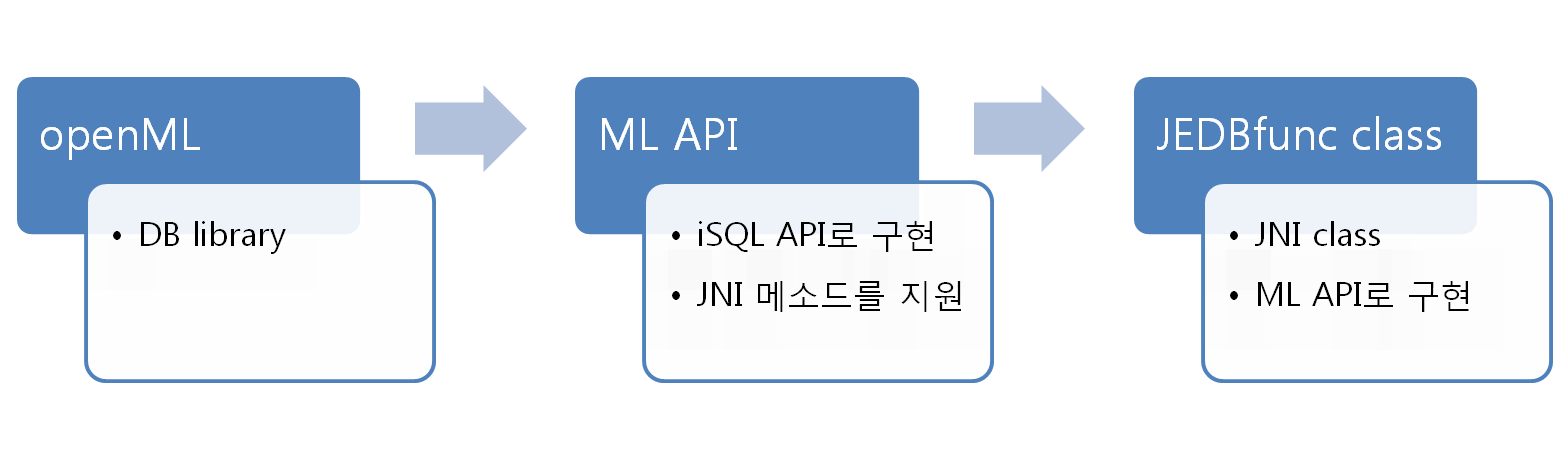 openML
• DB library
ML API
• iSQL API로 구현
• JNI 메소드를 지원
JEDBfunc class
• JNI class
• ML API로 구현